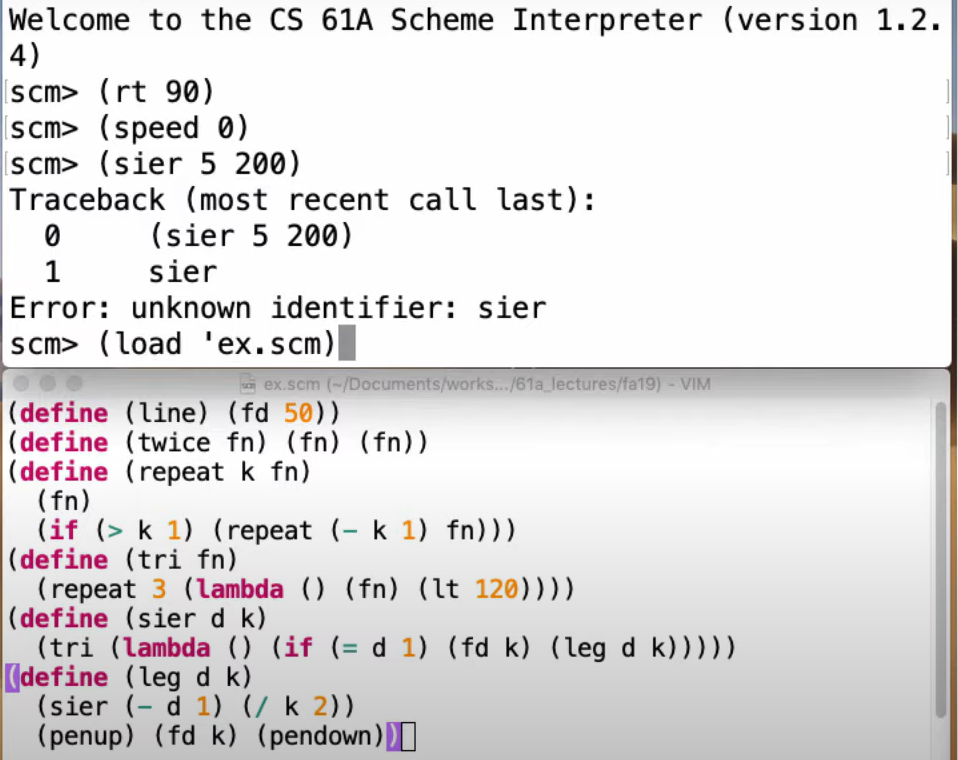 Welcome to the CS 61A Scheme Interpreter (version 1.2.
4)
scm> (rt 90)
scm> (speed 0)
scm> (sier 5 200)
Traceback (most recent call last):
  0     (sier 5 200)
  1     sier
Error: unknown identifier: sier
scm> (load 'ex.scm)
ex.scm (~/Documents/works.../61a_lectures/fa19) - VIM
(define (line) (fd 50))
(define (twice fn) (fn) (fn))
(define (repeat k fn)
  (fn)
  (if (> k 1) (repeat (- k 1) fn)))
(define (tri fn)
  (repeat 3 (lambda () (fn) (lt 120))))
(define (sier d k)
  (tri (lambda () (if (= d 1) (fd k) (leg d k)))))
(define (leg d k)
  (sier (- d 1) (/ k 2))
  (penup) (fd k) (pendown))